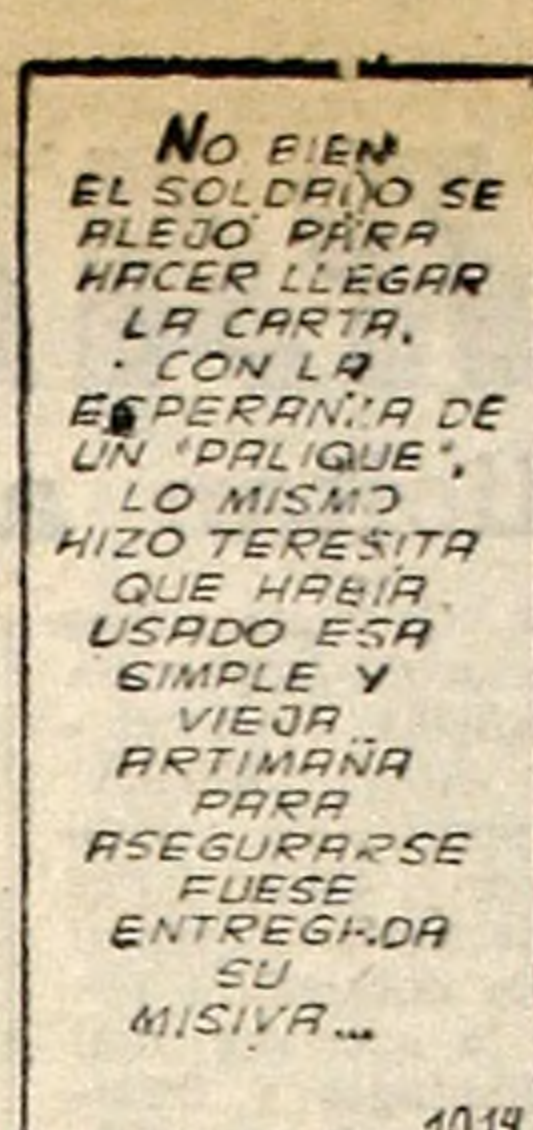 NO BIEN
EL SOLDADO SE
ALEJÓ PARA
HACER LLEGAR
LA CARTA,
CON LA
ESPERANZA DE
UN "PALIQUE",
LO MISMO
HIZO TERESITA
QUE HABÍA
USADO ESA
SIMPLE Y
VIEJA
ARTIMAÑA
PARA
ASEGURARSE
FUESE
ENTREGADA
SU
MISIVA...
1014